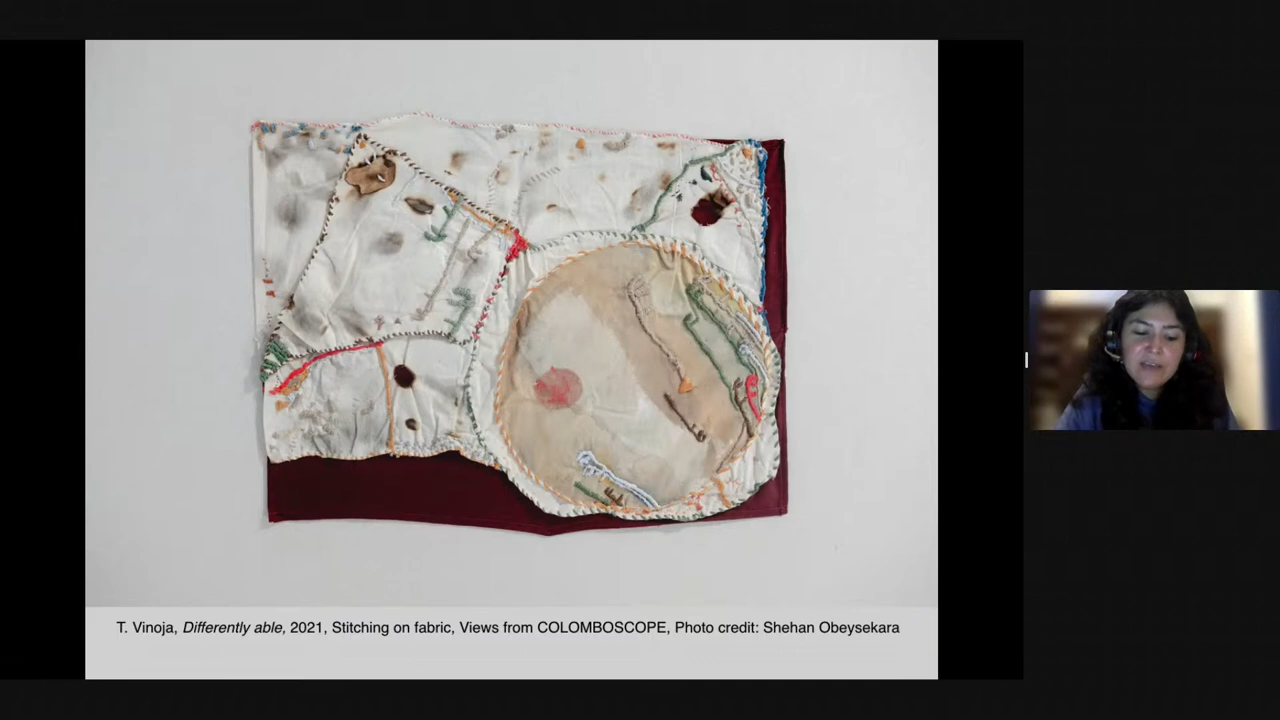 T. Vinoja, Differently able, 2021, Stitching on fabric, Views from COLOMBOSCOPE, Photo credit: Shehan Obeysekara